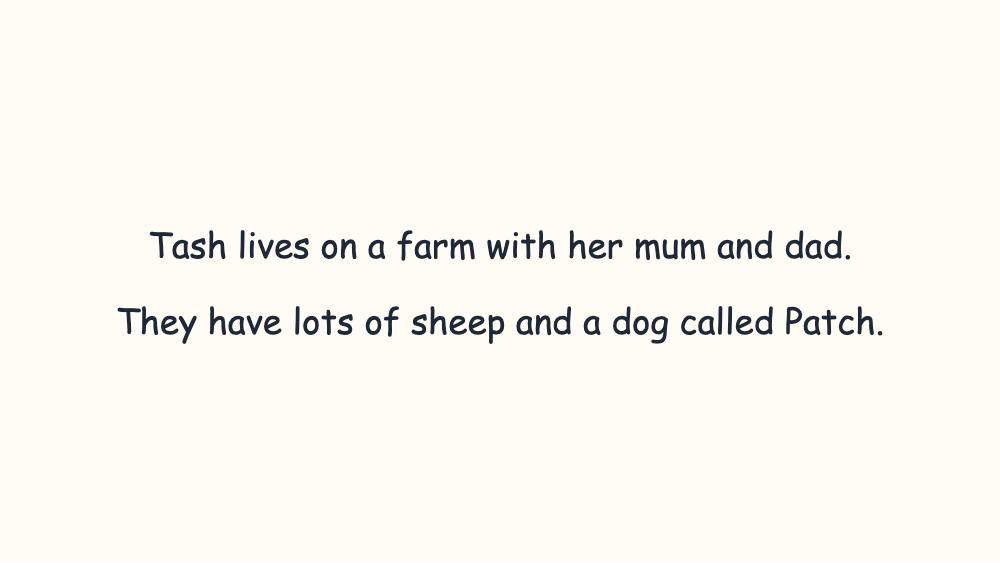 Tash lives on a farm with her mum and dad.
They have lots of sheep and a dog called Patch.